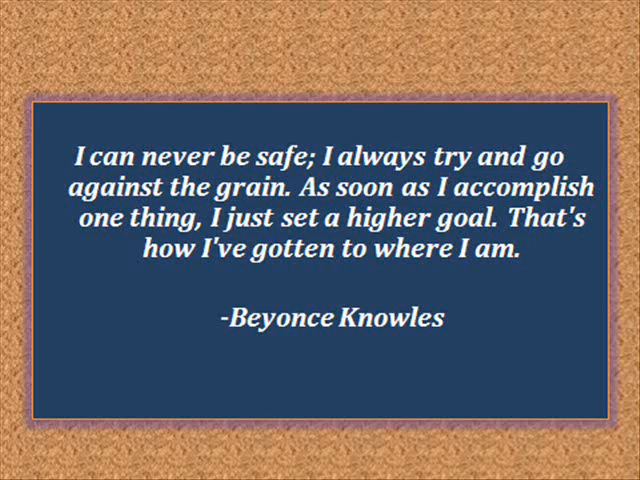 I can never be safe; I always try and go
against the grain. As soon as I accomplish
one thing, I just set a higher goal. That's
how I've gotten to where I am.
-Beyonce Knowles